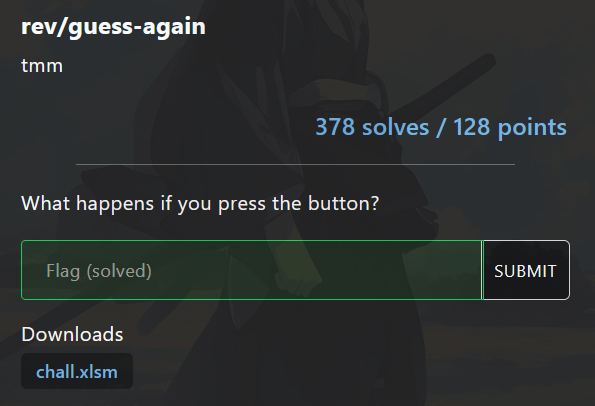 rev/guess-again
tmm
378 solves / 128 points
What happens if you press the button?
Flag (solved)
SUBMIT
Downloads
chall.xlsm